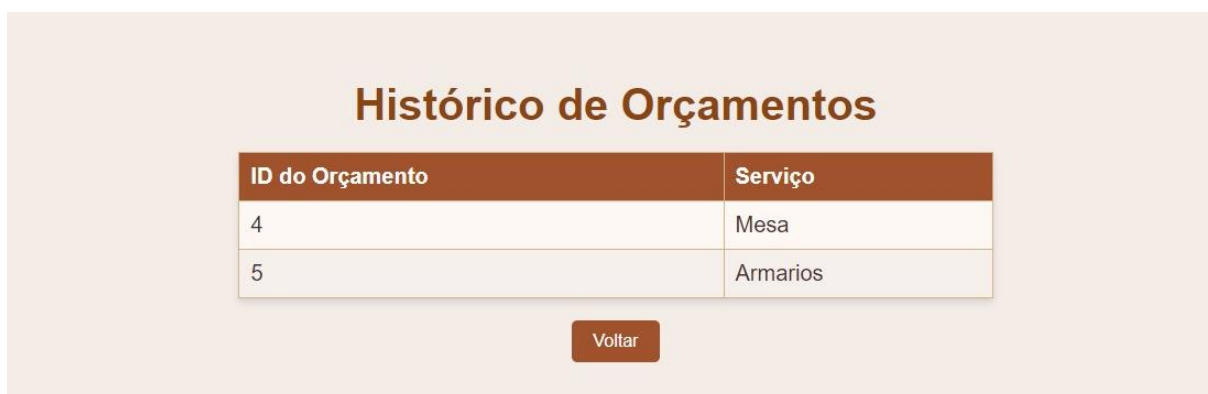 Histórico de Orçamentos
ID do Orçamento Serviço
4 Mesa
5 Armarios
Voltar